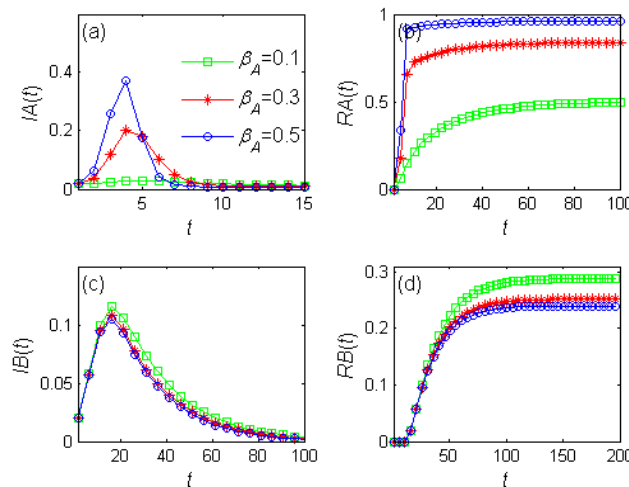 (a)
IA(t)
0.4
0.2
0
5
10
15
t
β_A=0.1
β_A=0.3
β_A=0.5
(b)
RA(t)
1
0.5
0
20
40
60
80
100
t
(c)
IB(t)
0.1
0.05
0
20
40
60
80
100
t
(d)
RB(t)
0.3
0.2
0.1
0
50
100
150
200
t